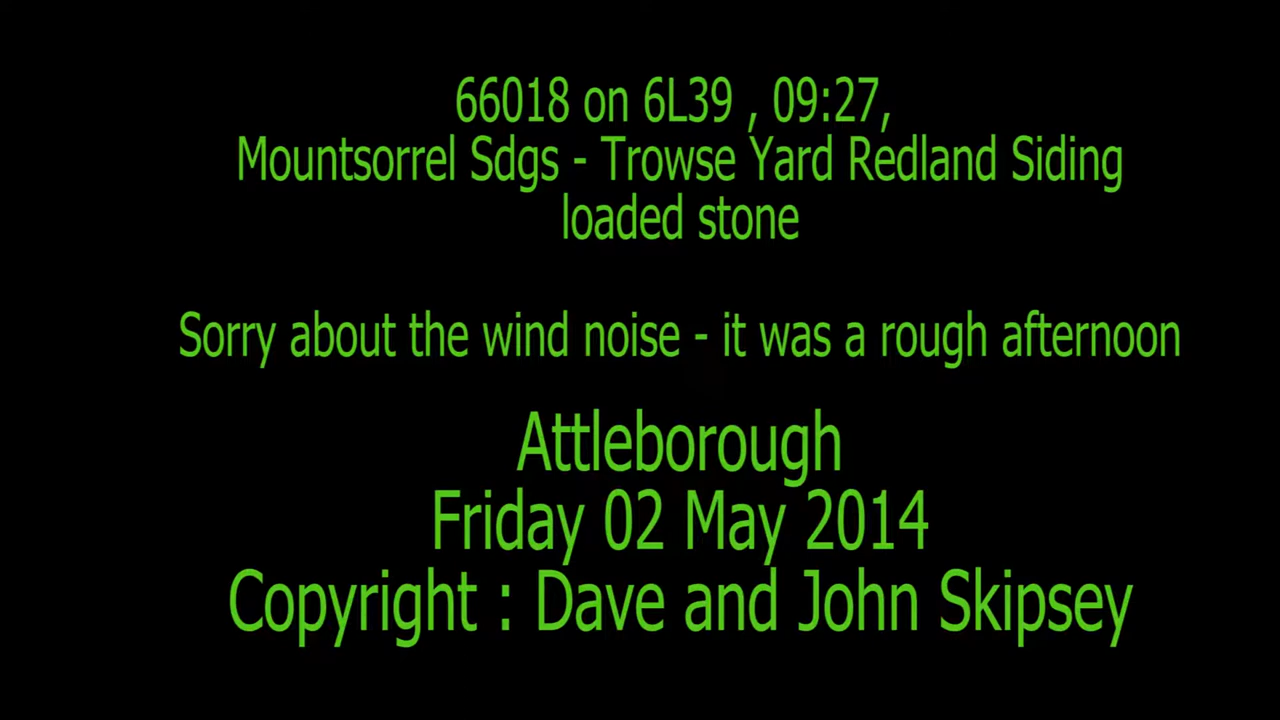 66018 on 6L39 , 09:27,
Mountsorrel Sdgs - Trowse Yard Redland Siding
loaded stone
Sorry about the wind noise - it was a rough afternoon
Attleborough
Friday 02 May 2014
Copyright : Dave and John Skipsey